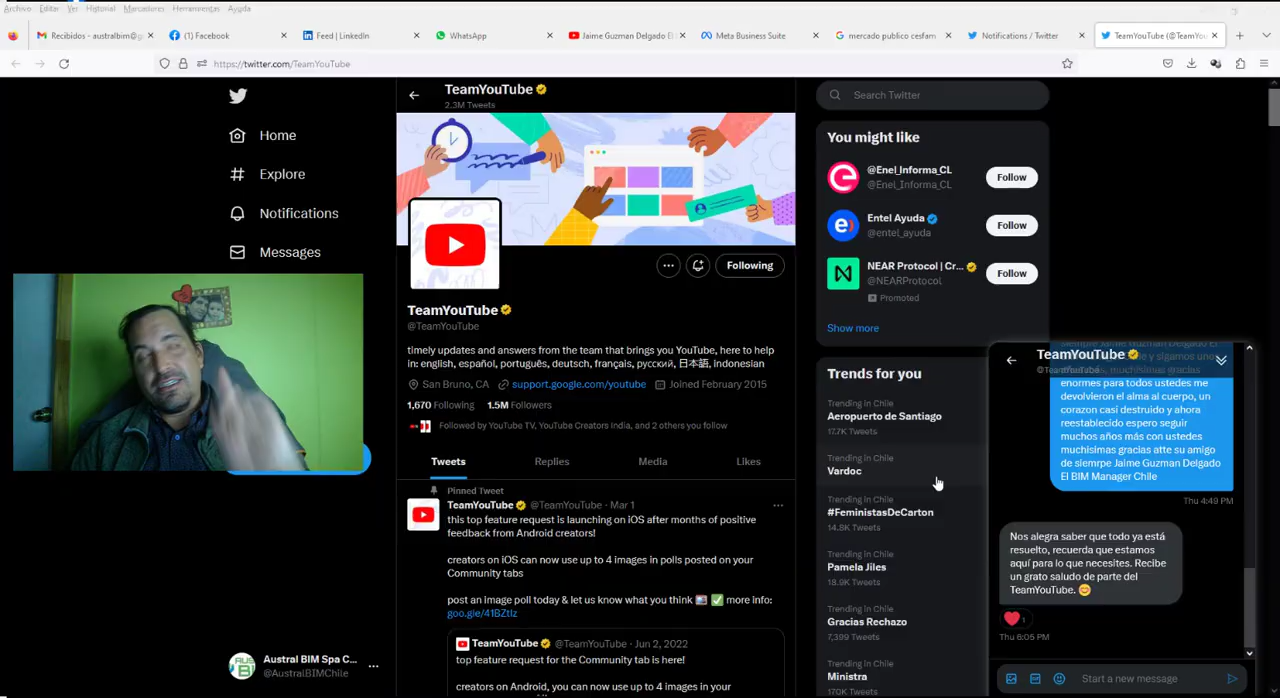 Archivo Editar Ver Historial Marcadores Herramientas Ayuda
Recibidos - australbim@g
(1) Facebook
Feed | LinkedIn
WhatsApp
Jaime Guzman Delgado El
Meta Business Suite
mercado publico cesfam
Notifications / Twitter
TeamYouTube (@TeamYou
https://twitter.com/TeamYouTube
Home
Explore
Notifications
Messages
Austral BIM Spa C...
@AustralBIMChile
TeamYouTube
2.3M Tweets
Following
TeamYouTube
@TeamYouTube
timely updates and answers from the team that brings you YouTube, here to help
in: english, español, português, deutsch, français, русский, 日本語, indonesian
San Bruno, CA support.google.com/youtube Joined February 2015
1,670 Following 1.5M Followers
Followed by YouTube TV, YouTube Creators India, and 2 others you follow
Tweets Replies Media Likes
Pinned Tweet
TeamYouTube @TeamYouTube · Mar 1
this top feature request is launching on iOS after months of positive
feedback from Android creators!
creators on iOS can now use up to 4 images in polls posted on your
Community tabs
post an image poll today & let us know what you think 📊 ✅ more info:
goo.gle/41BZtIz
TeamYouTube @TeamYouTube · Jun 2, 2022
top feature request for the Community tab is here!
creators on Android, you can now use up to 4 images in your
Search Twitter
You might like
@Enel_Informa_CL
@Enel_Informa_CL
Follow
Entel Ayuda
@entel_ayuda
Follow
NEAR Protocol | Cr...
@NEARProtocol
Promoted
Follow
Show more
Trends for you
Trending in Chile
Aeropuerto de Santiago
17.7K Tweets
Trending in Chile
Vardoc
Trending in Chile
#FeministasDeCarton
14.8K Tweets
Trending in Chile
Pamela Jiles
18.9K Tweets
Trending in Chile
Gracias Rechazo
7,399 Tweets
Trending in Chile
Ministra
170K Tweets
TeamYouTube
@TeamYouTube
enormes para todos ustedes me
devolvieron el alma al cuerpo, un
corazon casi destruido y ahora
reestablecido espero seguir
muchos años más con ustedes
muchisimas gracias atte su amigo
de siemrpe Jaime Guzman Delgado
El BIM Manager Chile
Thu 4:49 PM
Nos alegra saber que todo ya está
resuelto, recuerda que estamos
aquí para lo que necesites. Recibe
un grato saludo de parte del
TeamYouTube. 😊
❤️ 1
Thu 6:05 PM
Start a new message